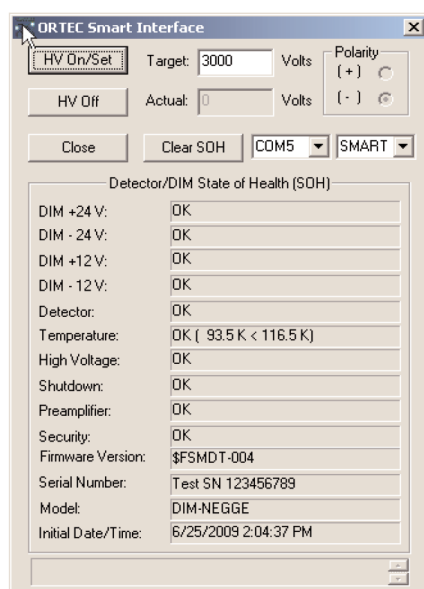 ORTEC Smart Interface
HV On/Set Target: 3000 Volts Polarity
(+)
HV Off Actual: 0 Volts (-)
Close Clear SOH COM5 SMART
Detector/DIM State of Health (SOH)
DIM +24 V: OK
DIM - 24 V: OK
DIM +12 V: OK
DIM - 12 V: OK
Detector: OK
Temperature: OK ( 93.5 K < 116.5 K)
High Voltage: OK
Shutdown: OK
Preamplifier: OK
Security: OK
Firmware Version: $FSMDT-004
Serial Number: Test SN 123456789
Model: DIM-NEGGE
Initial Date/Time: 6/25/2009 2:04:37 PM